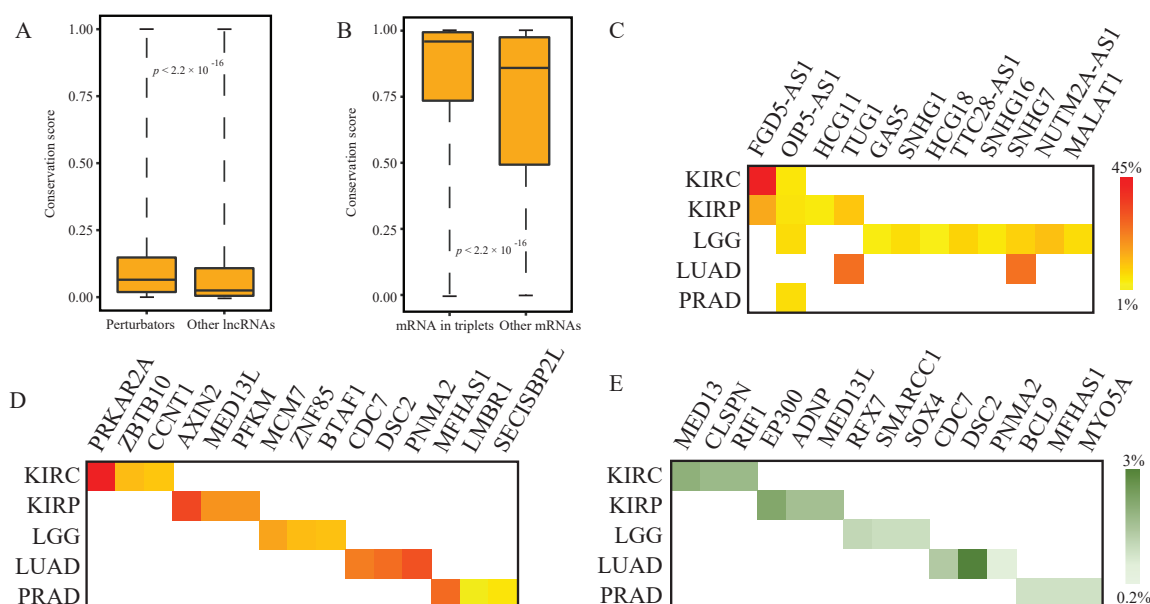 A
Conservation score
1.00
0.75
0.50
0.25
0.00
p < 2.2 × 10 -16
Perturbators
Other lncRNAs
B
Conservation score
1.00
0.75
0.50
0.25
0.00
p < 2.2 × 10 -16
mRNA in triplets
Other mRNAs
C
FGD5-AS1
OIP5-AS1
HCG11
TUG1
GAS5
SNHG1
HCG18
TTC28-AS1
SNHG16
SNHG7
NUTM2A-AS1
MALAT1
KIRC
KIRP
LGG
LUAD
PRAD
45%
1%
D
PRKAR2A
ZBTB10
CCNT1
AXIN2
MED13L
PFKM
MCM7
ZNF85
BTAF1
CDC7
DSC2
PNMA2
MFHAS1
LMBR1
SECISBP2L
KIRC
KIRP
LGG
LUAD
PRAD
E
MED13
CLSPN
RIF1
EP300
ADNP
MED13L
RFX7
SMARCC1
SOX4
CDC7
DSC2
PNMA2
BCL9
MFHAS1
MYO5A
KIRC
KIRP
LGG
LUAD
PRAD
3%
0.2%